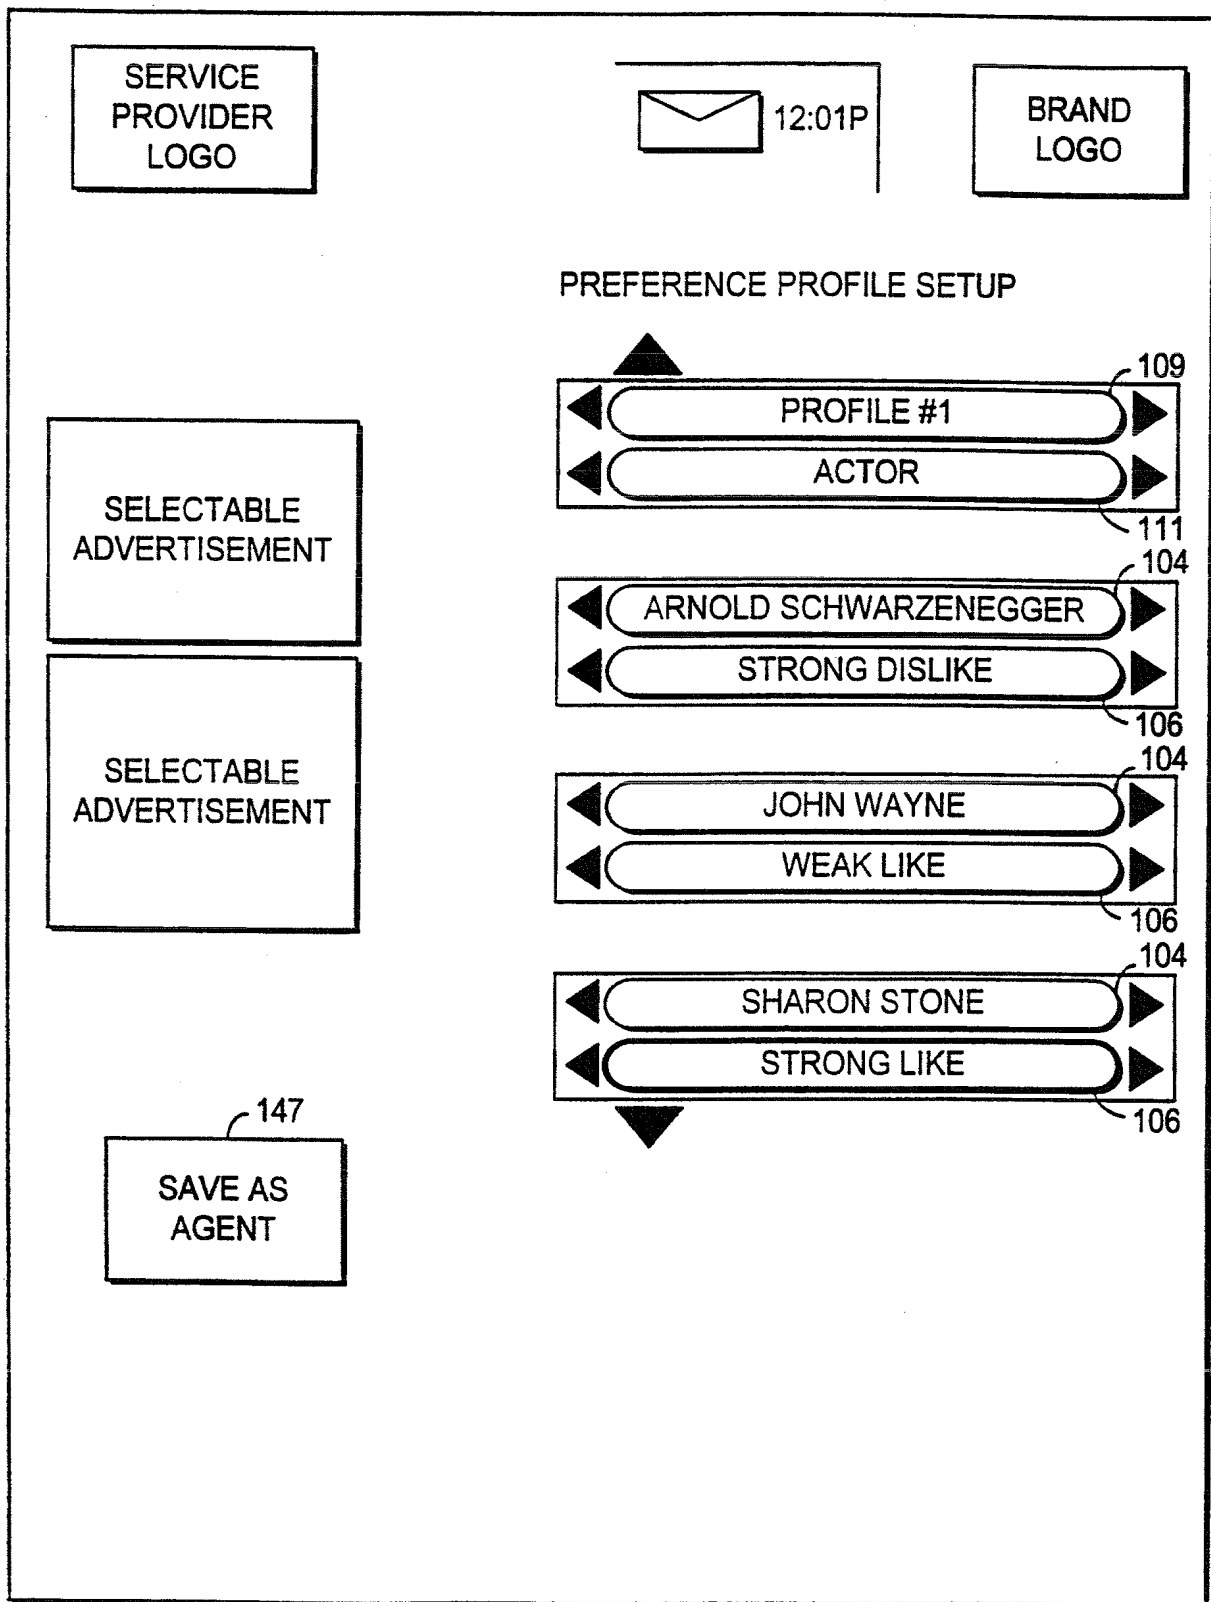 SERVICE
PROVIDER
LOGO
12:01P
BRAND
LOGO
PREFERENCE PROFILE SETUP
109
PROFILE #1
ACTOR
111
SELECTABLE
ADVERTISEMENT
104
ARNOLD SCHWARZENEGGER
STRONG DISLIKE
106
SELECTABLE
ADVERTISEMENT
104
JOHN WAYNE
WEAK LIKE
106
104
SHARON STONE
STRONG LIKE
106
147
SAVE AS
AGENT